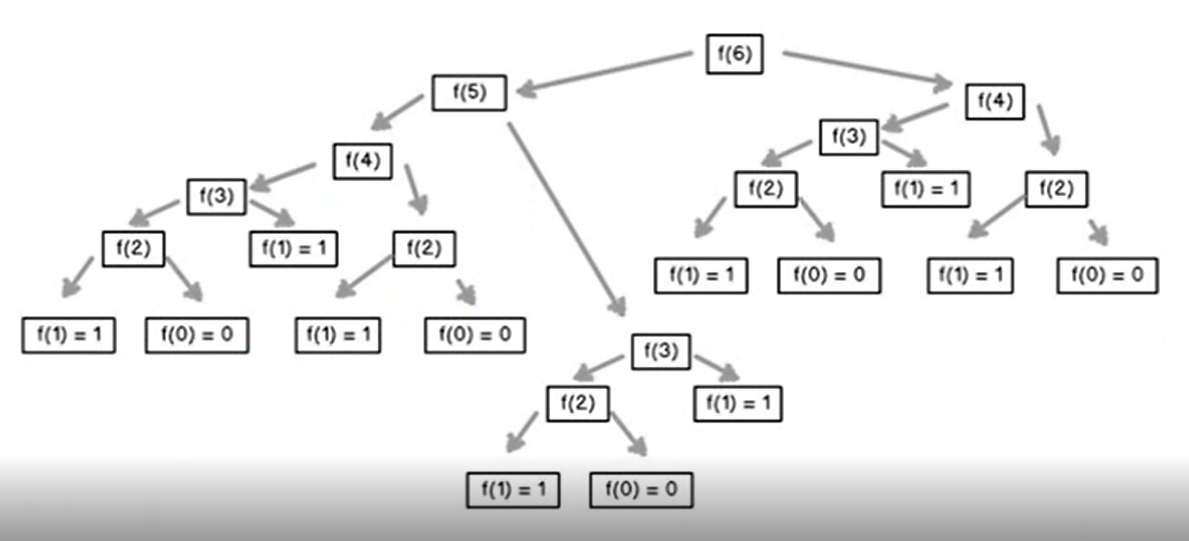 f(6)
f(5)
f(4)
f(4)
f(3)
f(3)
f(2)
f(1) = 1
f(2)
f(2)
f(1) = 1
f(2)
f(1) = 1
f(0) = 0
f(1) = 1
f(0) = 0
f(1) = 1
f(0) = 0
f(1) = 1
f(0) = 0
f(3)
f(2)
f(1) = 1
f(1) = 1
f(0) = 0